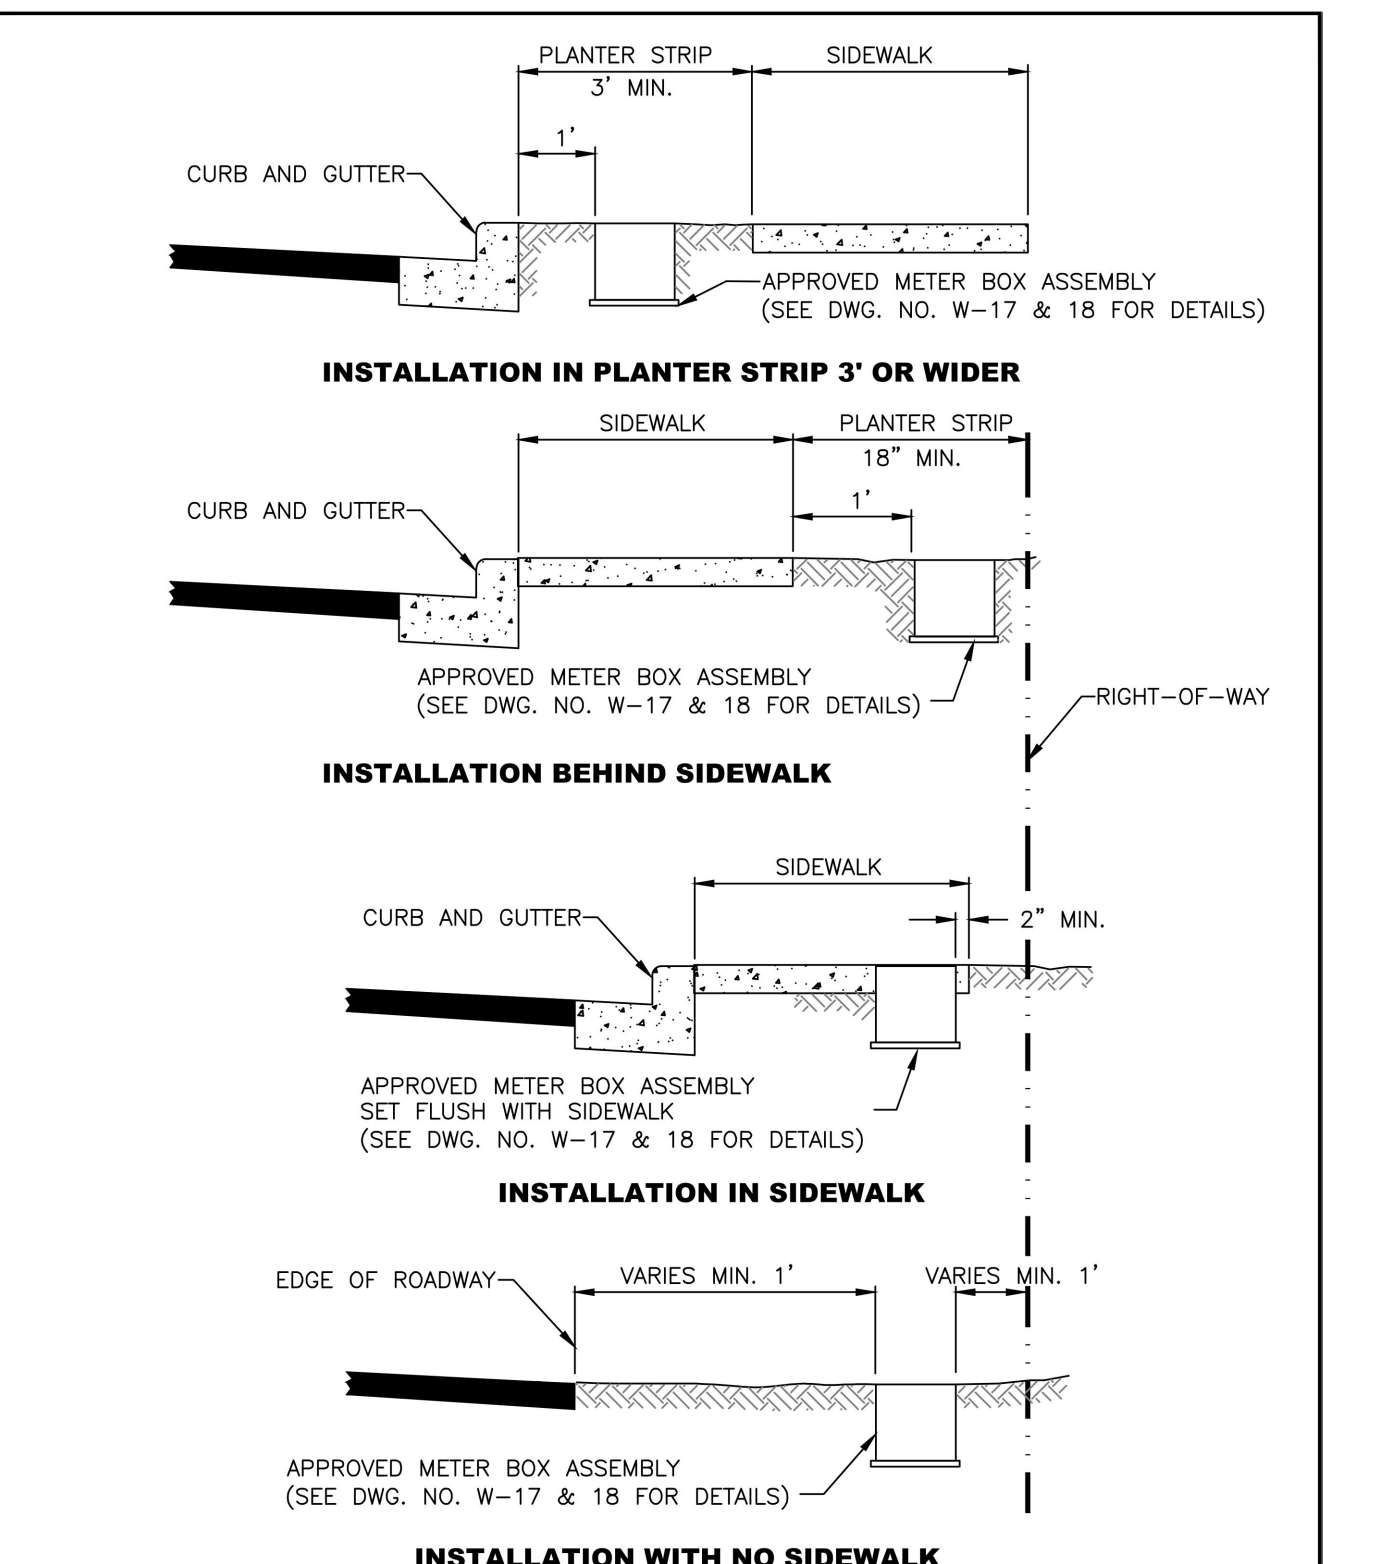 PLANTER STRIP
SIDEWALK
3' MIN.
1'
CURB AND GUTTER
APPROVED METER BOX ASSEMBLY
(SEE DWG. NO. W-17 & 18 FOR DETAILS)
INSTALLATION IN PLANTER STRIP 3' OR WIDER
SIDEWALK
PLANTER STRIP
18" MIN.
1'
CURB AND GUTTER
APPROVED METER BOX ASSEMBLY
(SEE DWG. NO. W-17 & 18 FOR DETAILS)
RIGHT-OF-WAY
INSTALLATION BEHIND SIDEWALK
SIDEWALK
CURB AND GUTTER
2" MIN.
APPROVED METER BOX ASSEMBLY
SET FLUSH WITH SIDEWALK
(SEE DWG. NO. W-17 & 18 FOR DETAILS)
INSTALLATION IN SIDEWALK
EDGE OF ROADWAY
VARIES MIN. 1'
VARIES MIN. 1'
APPROVED METER BOX ASSEMBLY
(SEE DWG. NO. W-17 & 18 FOR DETAILS)
INSTALLATION WITH NO SIDEWALK